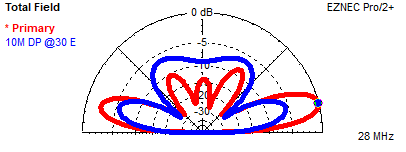 Total Field
EZNEC Pro/2+
* Primary
10M DP @30 E
0 dB
-5
-10
-20
-30
28 MHz